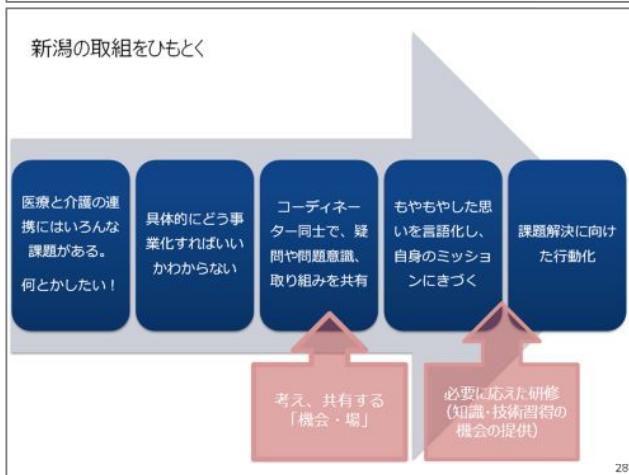 新潟の取組をひもとく
医療と介護の連
携にはいろんな
課題がある。
何とかしたい！
具体的にどう事
業化すればいい
かわからない
コーディネー
ター同士で、疑
問や問題意識、
取り組みを共有
もやもやした思
いを言語化し、
自身のミッショ
ンにきづく
課題解決に向け
た行動化
考え、共有する
「機会・場」
必要に応えた研修
（知識・技術習得の
機会の提供）
28